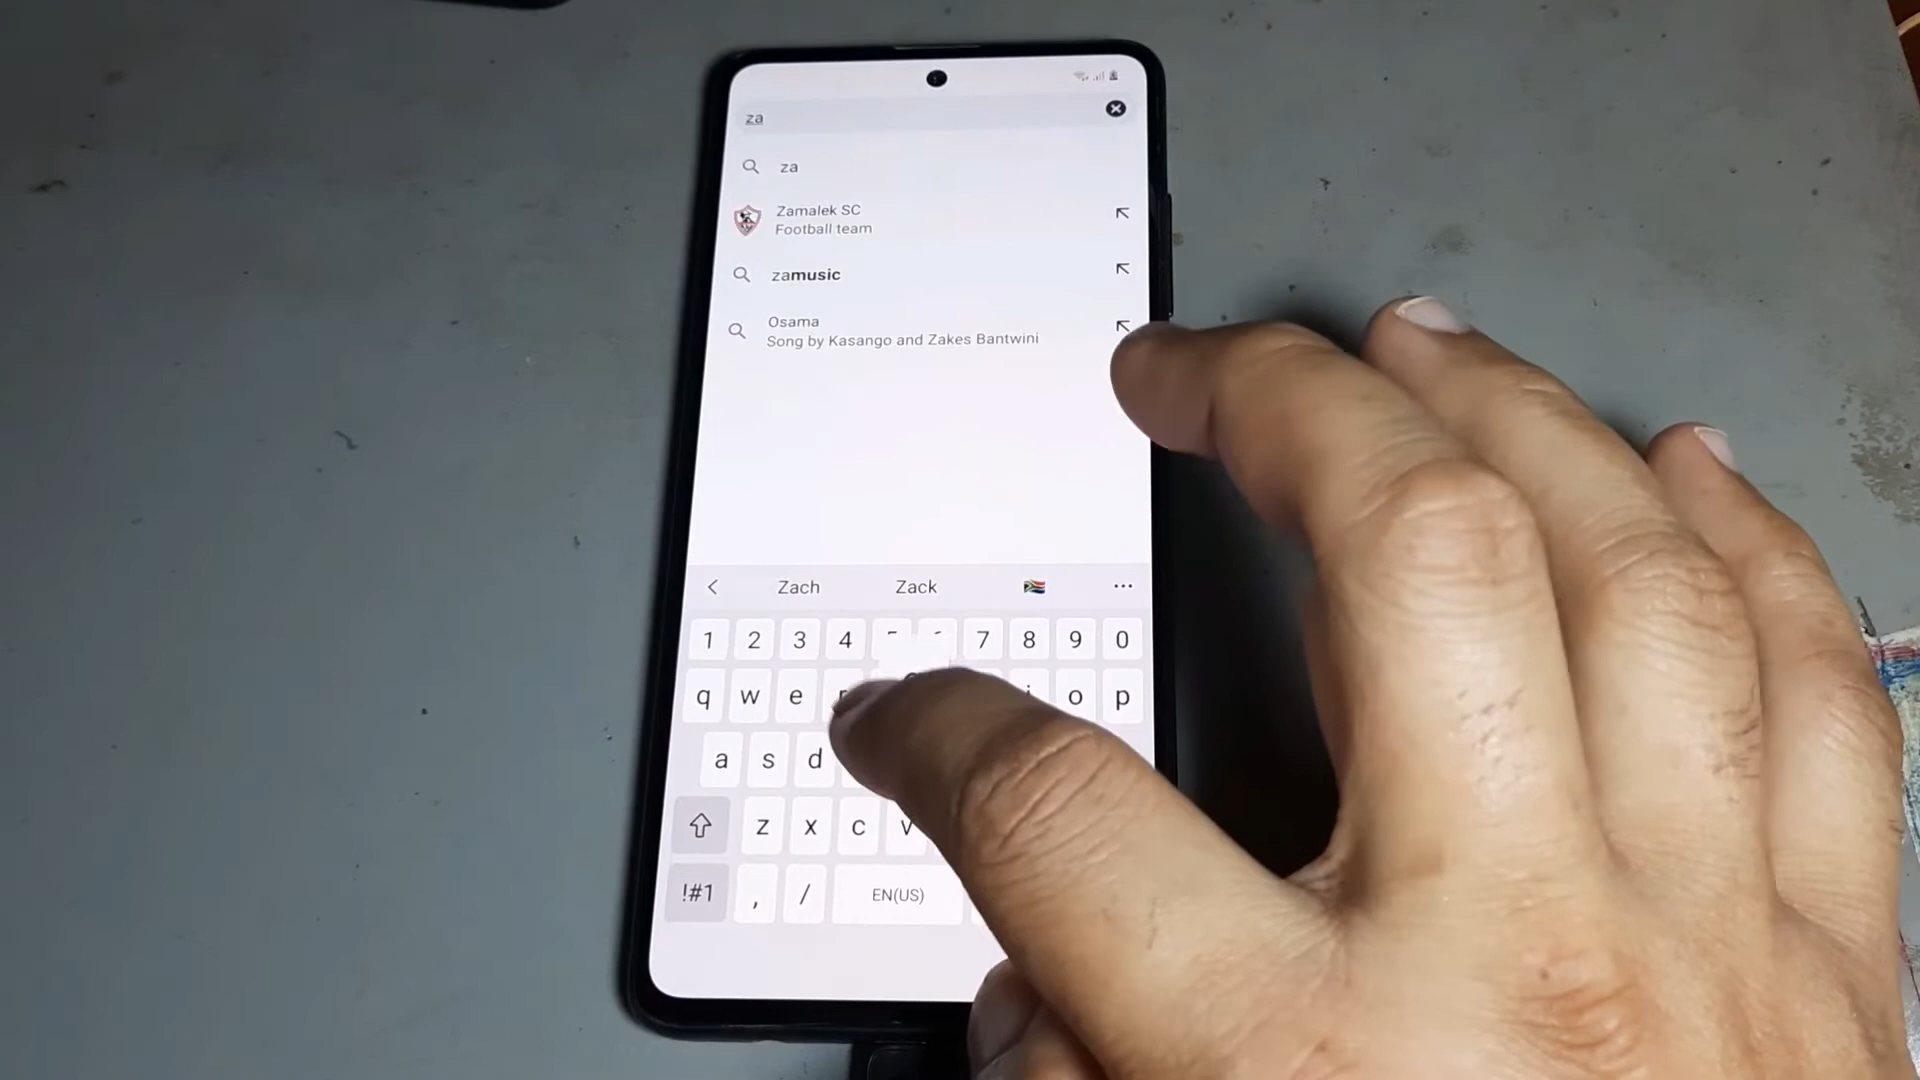 za
za
Zamalek SC
Football team
zamusic
Osama
Song by Kasango and Zakes Bantwini
Zach Zack
1 2 3 4 7 8 9 0
q w e o p
a s d
z x c v
!#1 , / EN(US)